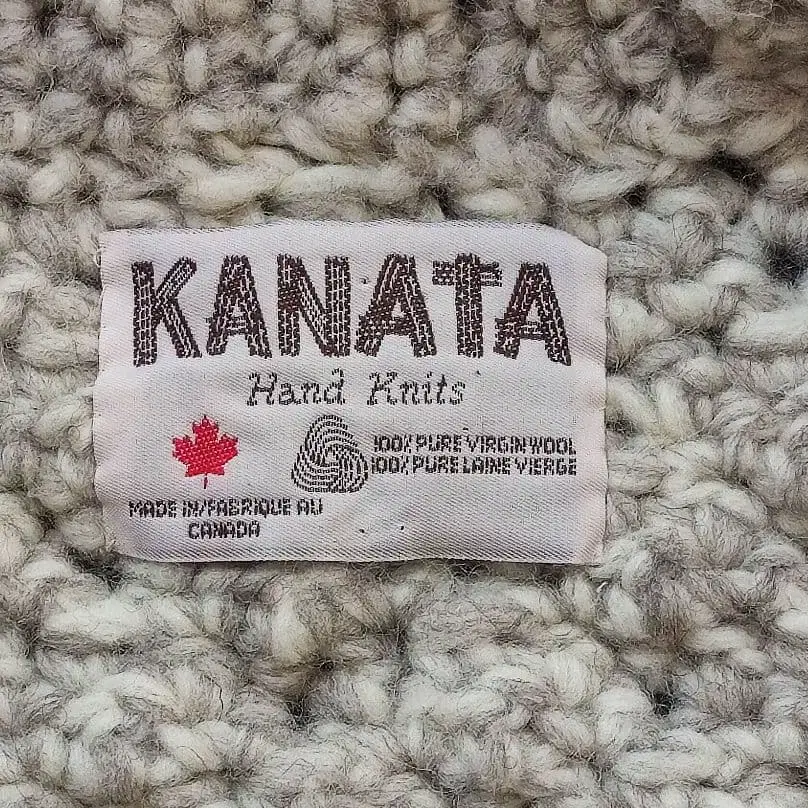 KANATA
Hand Knits
100% PURE VIRGIN WOOL
100% PURE LAINE VIERGE
MADE IN/FABRIQUE AU
CANADA